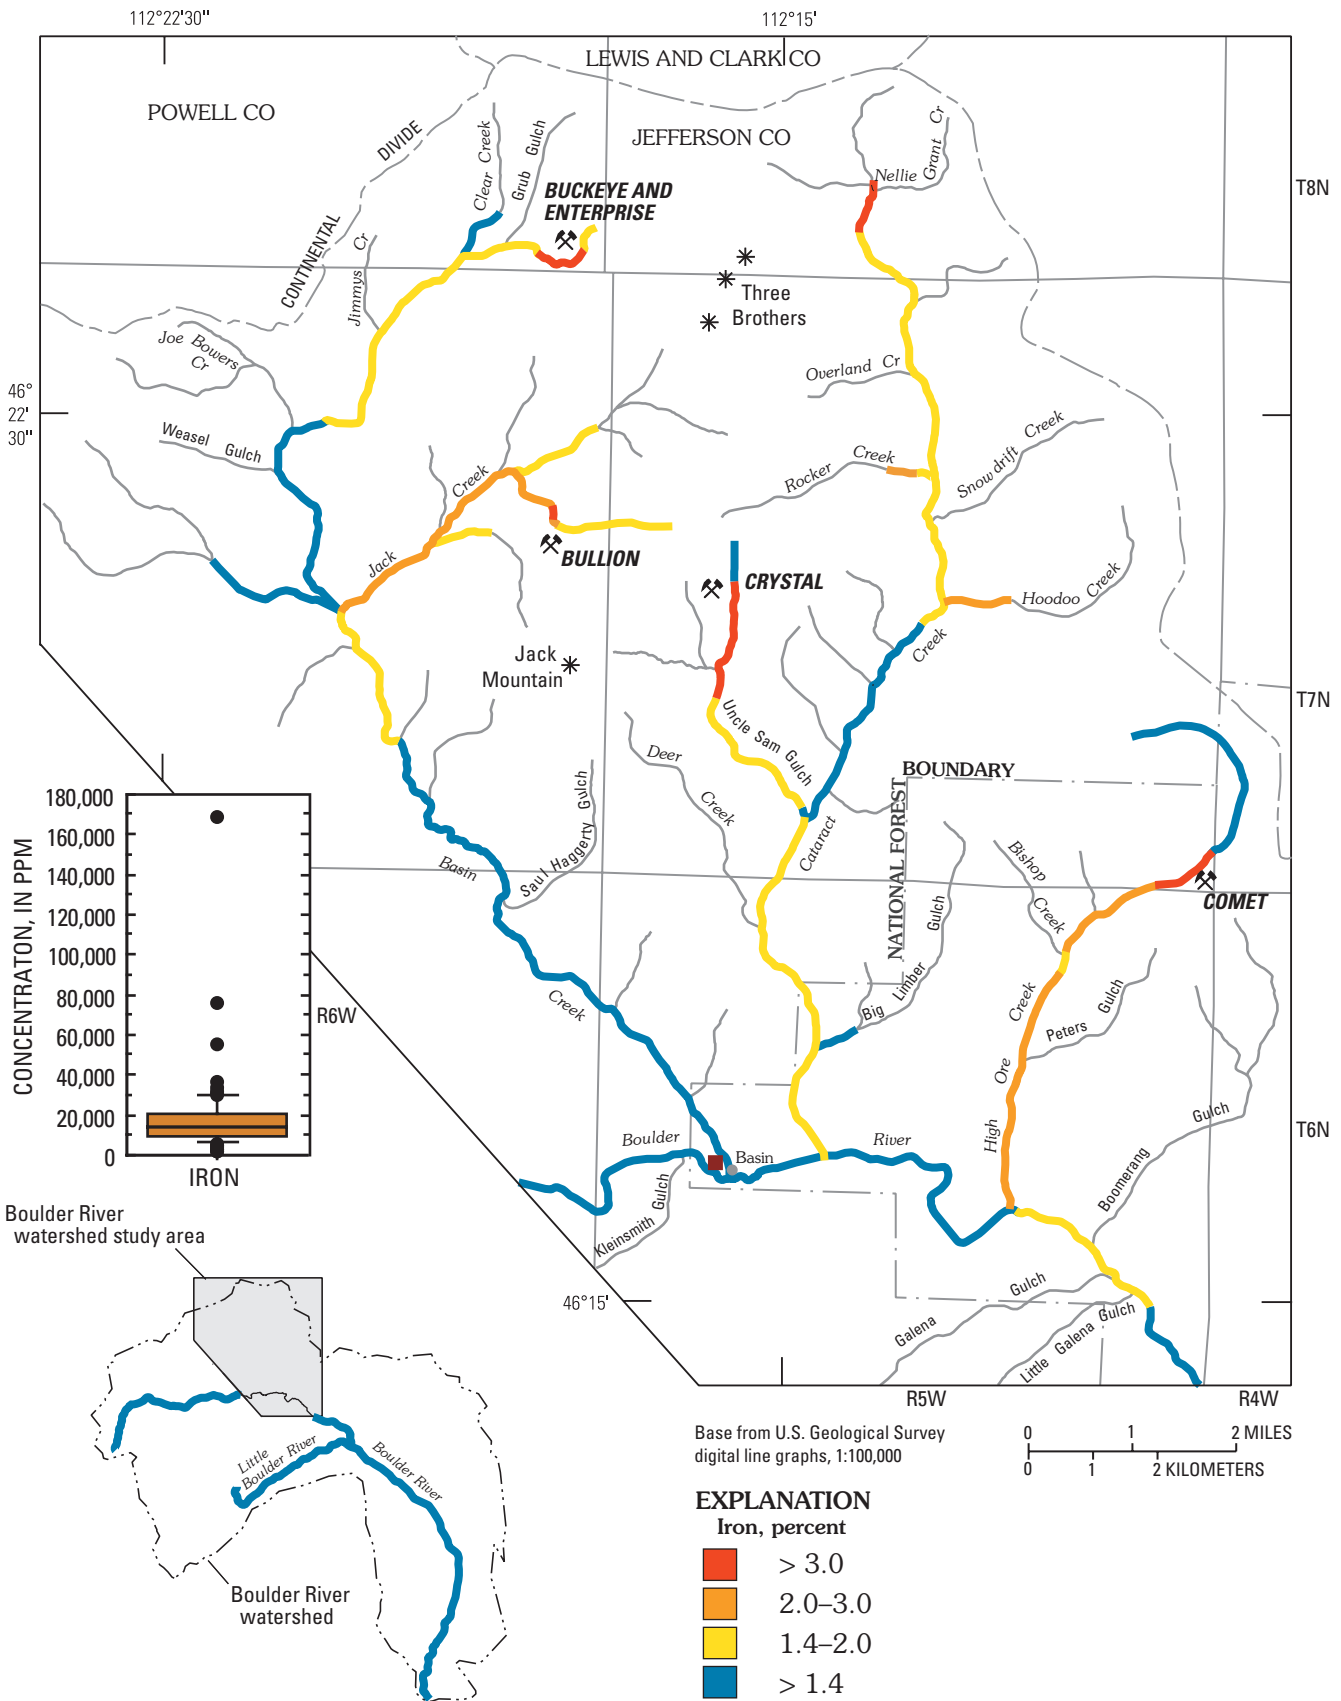 112°22'30"
112°15'
LEWIS AND CLARK CO
POWELL CO
JEFFERSON CO
DIVIDE
CONTINENTAL
Clear Creek
Grub Gulch
Nellie Grant Cr
T8N
BUCKEYE AND
ENTERPRISE
Jimmys Cr
Three
Brothers
Joe Bowers
Cr
Overland Cr
46°
22'
30"
Weasel Gulch
Jack Creek
Rocker Creek
Snowdrift Creek
BULLION
CRYSTAL
Hoodoo Creek
Jack
Mountain
Creek
T7N
Uncle Sam Gulch
Deer
Creek
NATIONAL FOREST
BOUNDARY
Cataract
Saul Haggerty Gulch
Basin
Bishop
Creek
COMET
Big Limber Gulch
Creek
Peters Gulch
High Ore Creek
Boomerang Gulch
T6N
Boulder
River
Basin
Kleinsmith Gulch
46°15'
Galena Gulch
Little Galena Gulch
R6W
R5W
R4W
CONCENTRATON, IN PPM
180,000
160,000
140,000
120,000
100,000
80,000
60,000
40,000
20,000
0
IRON
Boulder River
watershed study area
Little
Boulder River
Boulder River
Boulder River
watershed
Base from U.S. Geological Survey
digital line graphs, 1:100,000
0 1 2 MILES
0 1 2 KILOMETERS
EXPLANATION
Iron, percent
> 3.0
2.0–3.0
1.4–2.0
> 1.4